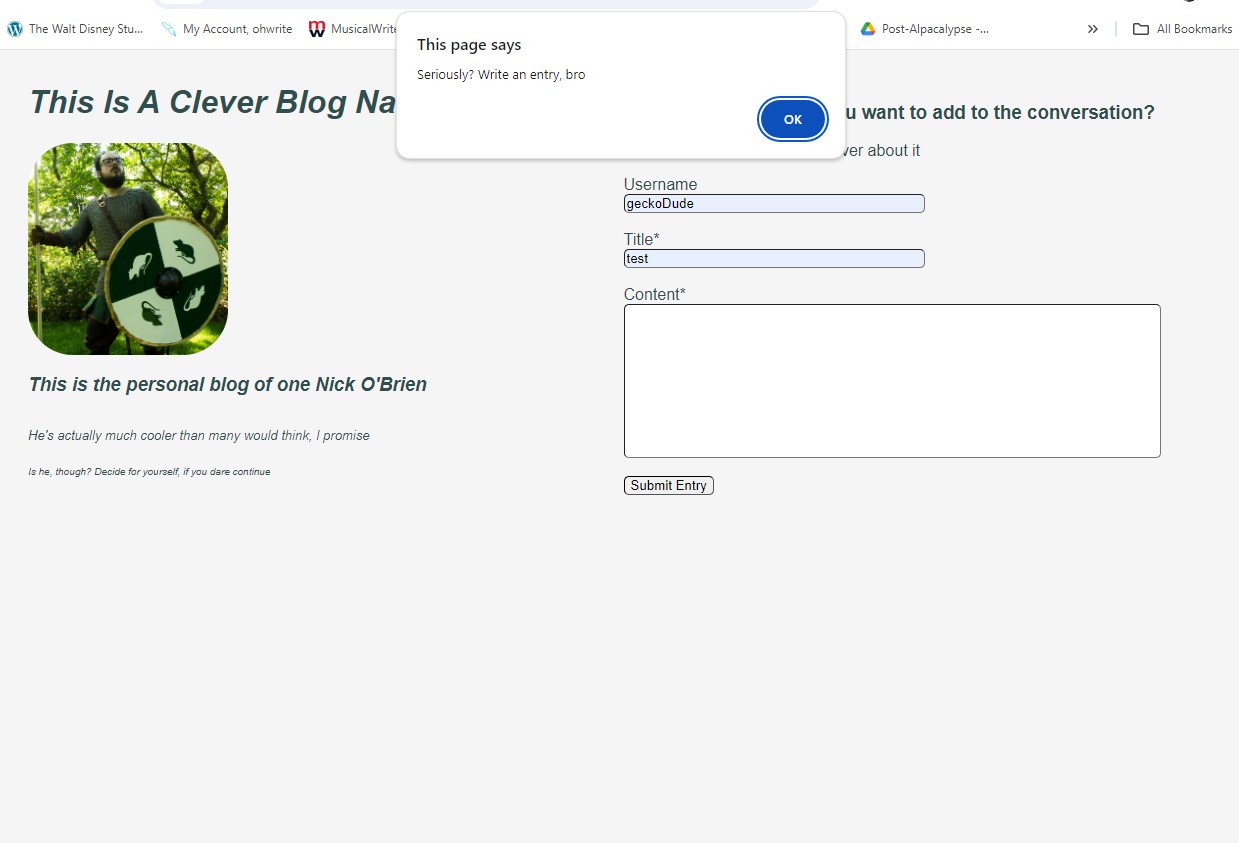 The Walt Disney Stu...
My Account, ohwrite
MusicalWrite
Post-Alpacalypse -...
All Bookmarks
This page says
Seriously? Write an entry, bro
OK
This Is A Clever Blog Na
u want to add to the conversation?
ver about it
Username
geckoDude
Title*
test
Content*
Submit Entry
This is the personal blog of one Nick O'Brien
He's actually much cooler than many would think, I promise
Is he, though? Decide for yourself, if you dare continue